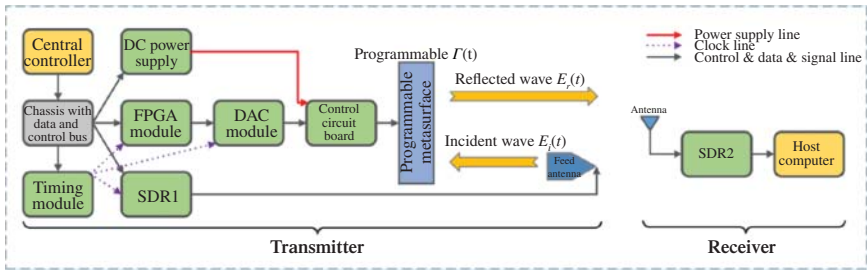 Central
controller
DC power
supply
Programmable Γ(t)
Power supply line
Clock line
Control & data & signal line
Chassis with
data and
control bus
FPGA
module
DAC
module
Control
circuit
board
Programmable
metasurface
Reflected wave E_r(t)
Incident wave E_i(t)
Feed
antenna
Antenna
SDR2
Host
computer
Timing
module
SDR1
Transmitter
Receiver